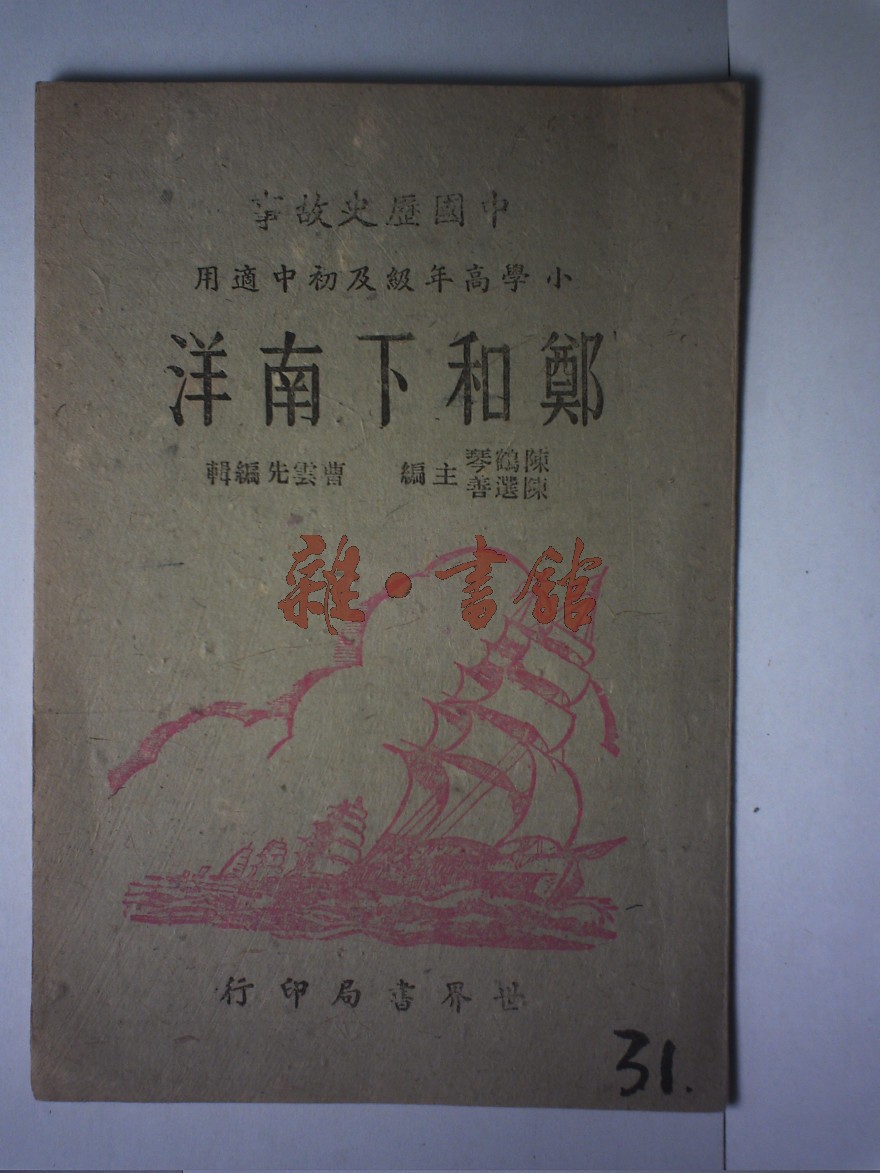 中國歷史故事
小學高年級及初中適用
鄭和下南洋
陳鶴琴
陳選善
主編 曹雲先編輯
雜·書館
世界書局印行
31.